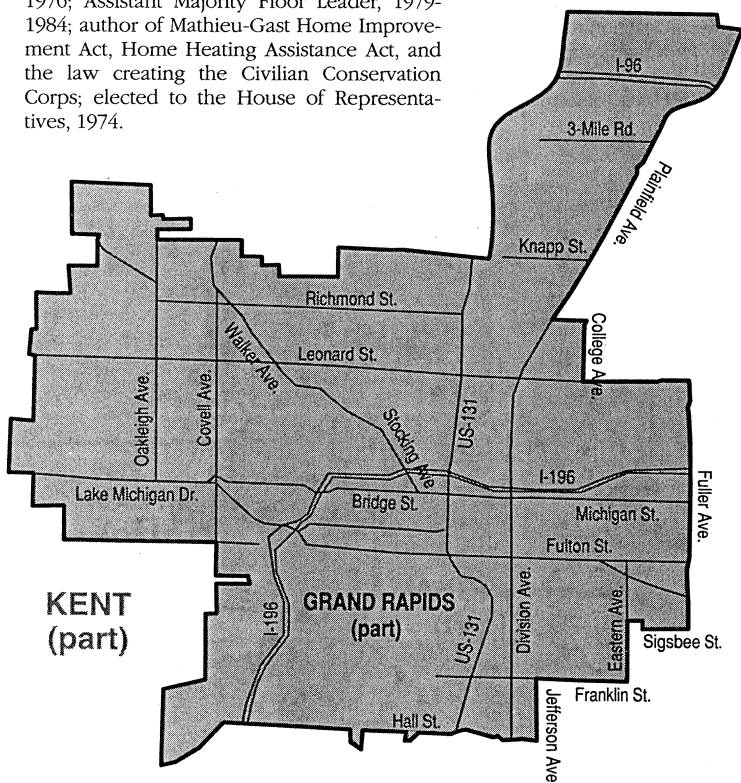 1976; Assistant Majority Floor Leader, 1979-
1984; author of Mathieu-Gast Home Improve-
ment Act, Home Heating Assistance Act, and
the law creating the Civilian Conservation
Corps; elected to the House of Representa-
tives, 1974.
I-96
3-Mile Rd.
Plainfield Ave.
Knapp St.
Richmond St.
College Ave.
Walker Ave.
Leonard St.
Oakleigh Ave.
Covell Ave.
Stocking Ave
US-131
I-196
Lake Michigan Dr.
Bridge St.
Fuller Ave.
Michigan St.
Fulton St.
KENT
(part)
I-196
GRAND RAPIDS
(part)
US-131
Division Ave.
Eastern Ave.
Sigsbee St.
Franklin St.
Hall St.
Jefferson Ave